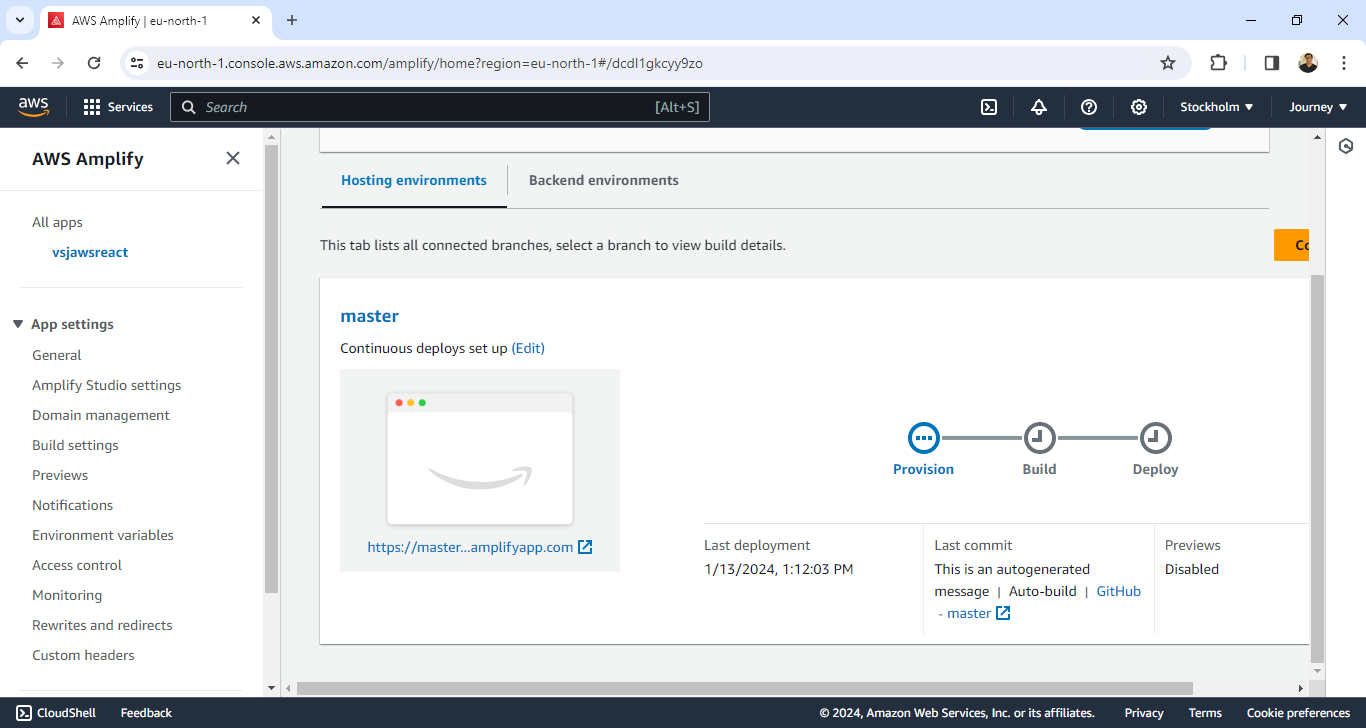 AWS Amplify | eu-north-1
eu-north-1.console.aws.amazon.com/amplify/home?region=eu-north-1#/dcdl1gkcyy9zo
aws
Services
Search
[Alt+S]
Stockholm
Journey
AWS Amplify
All apps
vsjawsreact
App settings
General
Amplify Studio settings
Domain management
Build settings
Previews
Notifications
Environment variables
Access control
Monitoring
Rewrites and redirects
Custom headers
Hosting environments
Backend environments
This tab lists all connected branches, select a branch to view build details.
master
Continuous deploys set up (Edit)
https://master...amplifyapp.com
Provision
Build
Deploy
Last deployment
1/13/2024, 1:12:03 PM
Last commit
This is an autogenerated
message | Auto-build | GitHub
- master
Previews
Disabled
CloudShell
Feedback
© 2024, Amazon Web Services, Inc. or its affiliates.
Privacy
Terms
Cookie preferences